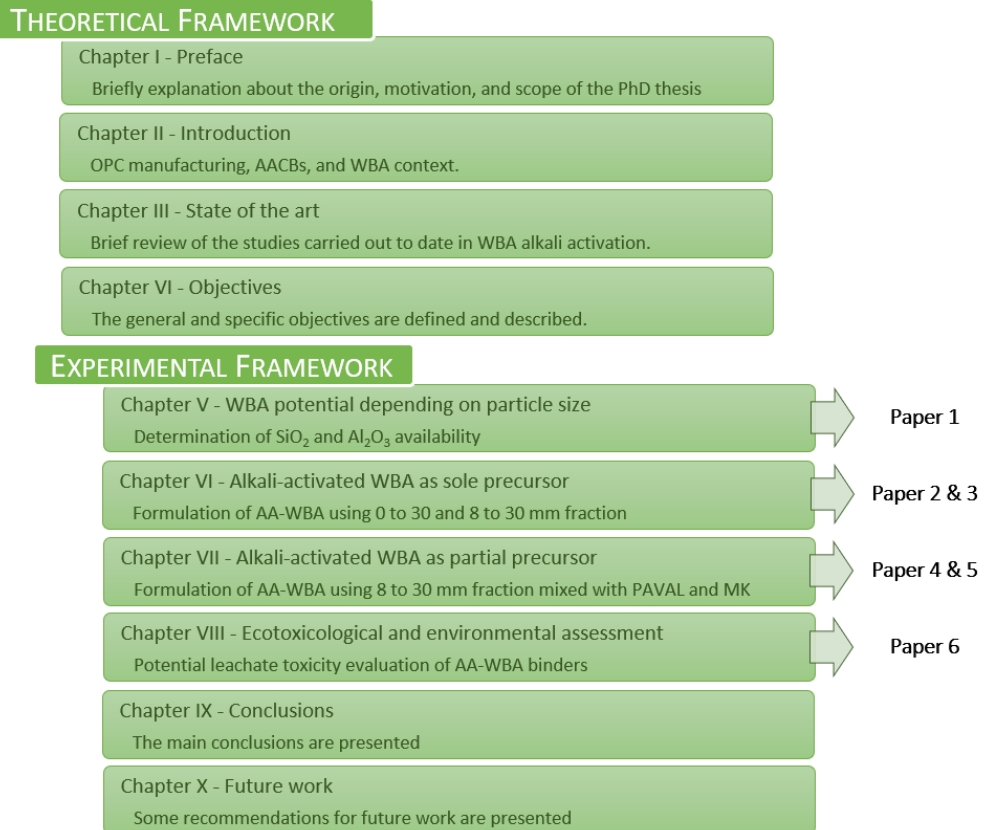 THEORETICAL FRAMEWORK
Chapter I - Preface
Briefly explanation about the origin, motivation, and scope of the PhD thesis
Chapter II - Introduction
OPC manufacturing, AACBs, and WBA context.
Chapter III - State of the art
Brief review of the studies carried out to date in WBA alkali activation.
Chapter VI - Objectives
The general and specific objectives are defined and described.
EXPERIMENTAL FRAMEWORK
Chapter V - WBA potential depending on particle size
Determination of SiO₂ and Al₂O₃ availability
Paper 1
Chapter VI - Alkali-activated WBA as sole precursor
Formulation of AA-WBA using 0 to 30 and 8 to 30 mm fraction
Paper 2 & 3
Chapter VII - Alkali-activated WBA as partial precursor
Formulation of AA-WBA using 8 to 30 mm fraction mixed with PAVAL and MK
Paper 4 & 5
Chapter VIII - Ecotoxicological and environmental assessment
Potential leachate toxicity evaluation of AA-WBA binders
Paper 6
Chapter IX - Conclusions
The main conclusions are presented
Chapter X - Future work
Some recommendations for future work are presented